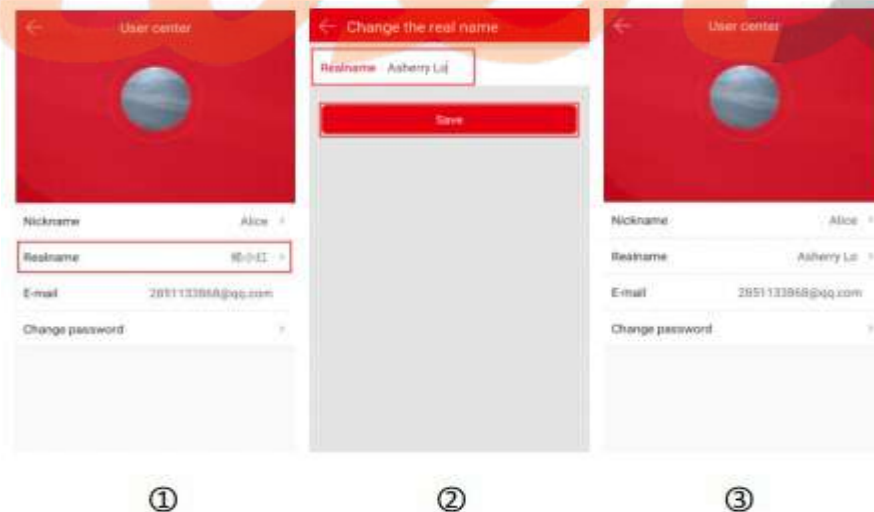 User center
Nickname Alice
Realname
E-mail 2851133868@qq.com
Change password
①
Change the real name
Realname Asherry Lo
Save
②
User center
Nickname Alice
Realname Asherry Lo
E-mail 2851133868@qq.com
Change password
③